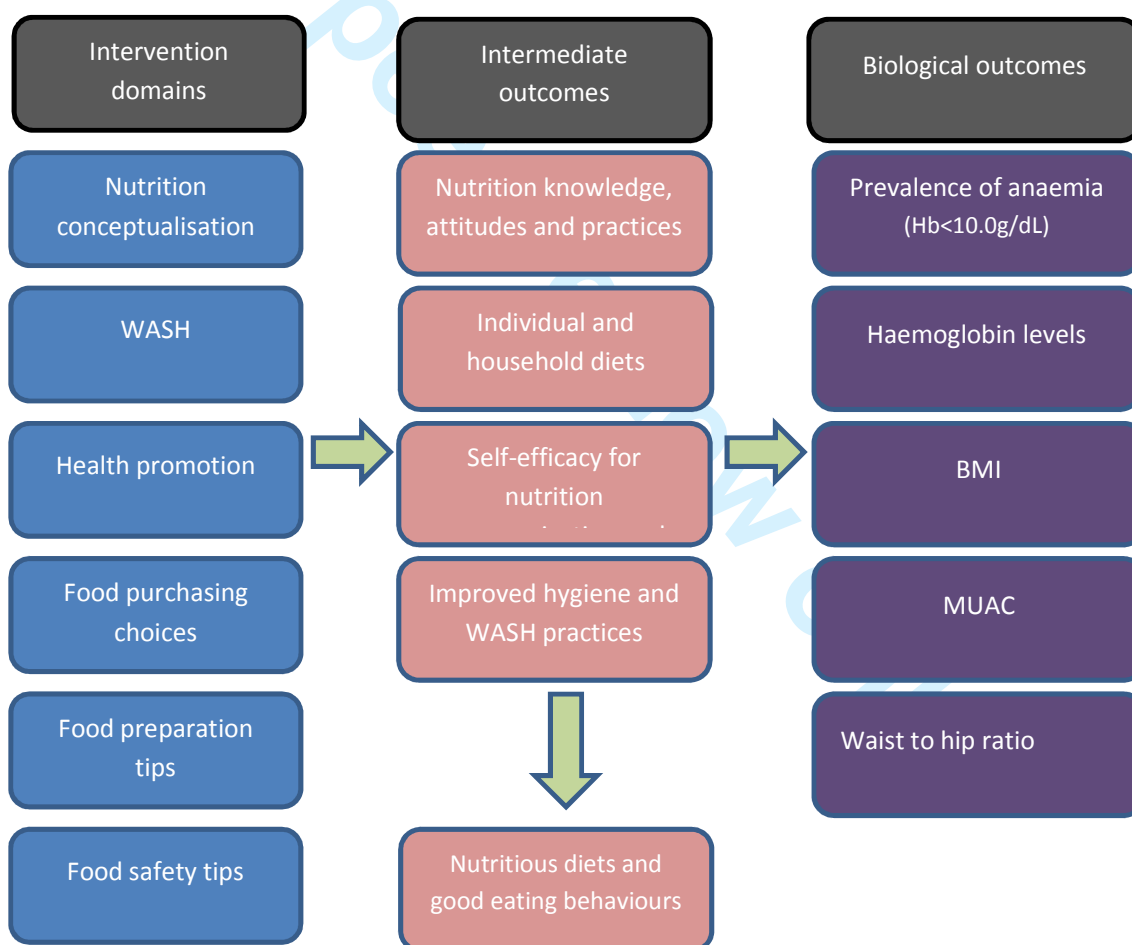 Intervention
domains
Nutrition
conceptualisation
WASH
Health promotion
Food purchasing
choices
Food preparation
tips
Food safety tips
Intermediate
outcomes
Nutrition knowledge,
attitudes and practices
Individual and
household diets
Self-efficacy for
nutrition
Improved hygiene and
WASH practices
Nutritious diets and
good eating behaviours
Biological outcomes
Prevalence of anaemia
(Hb<10.0g/dL)
Haemoglobin levels
BMI
MUAC
Waist to hip ratio